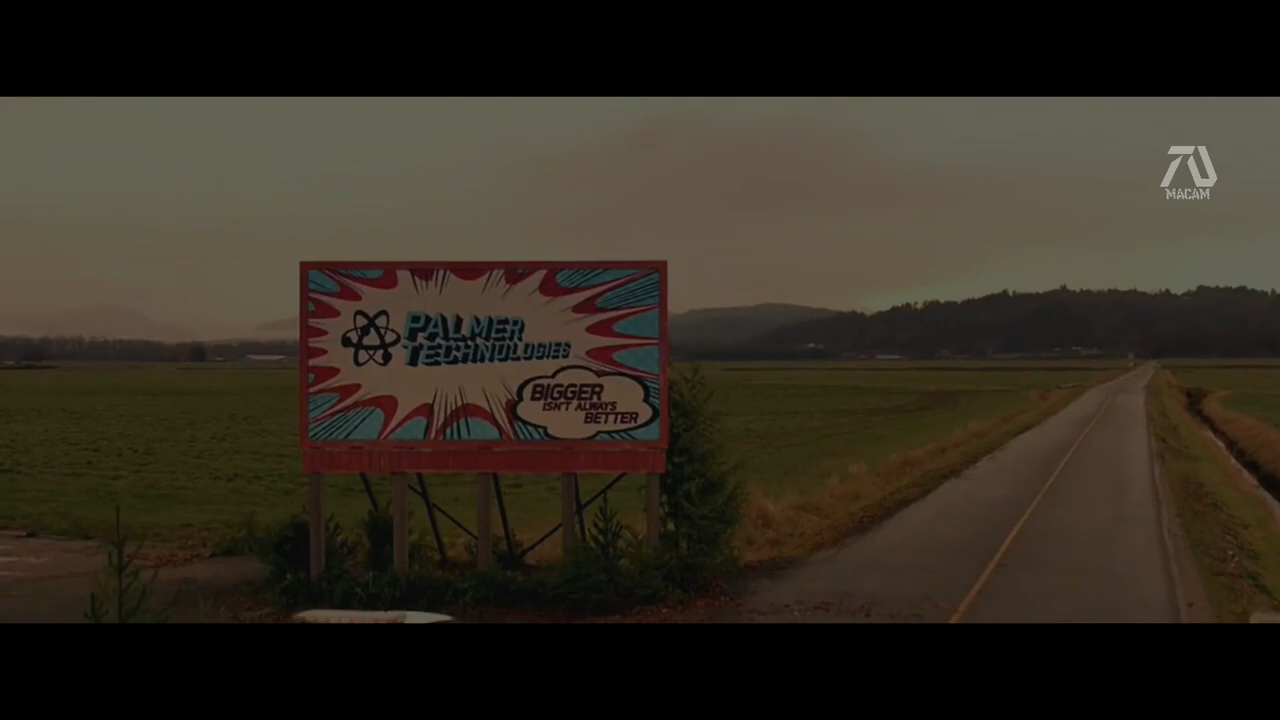 MACAM
PALMER
TECHNOLOGIES
BIGGER
ISN'T ALWAYS
BETTER